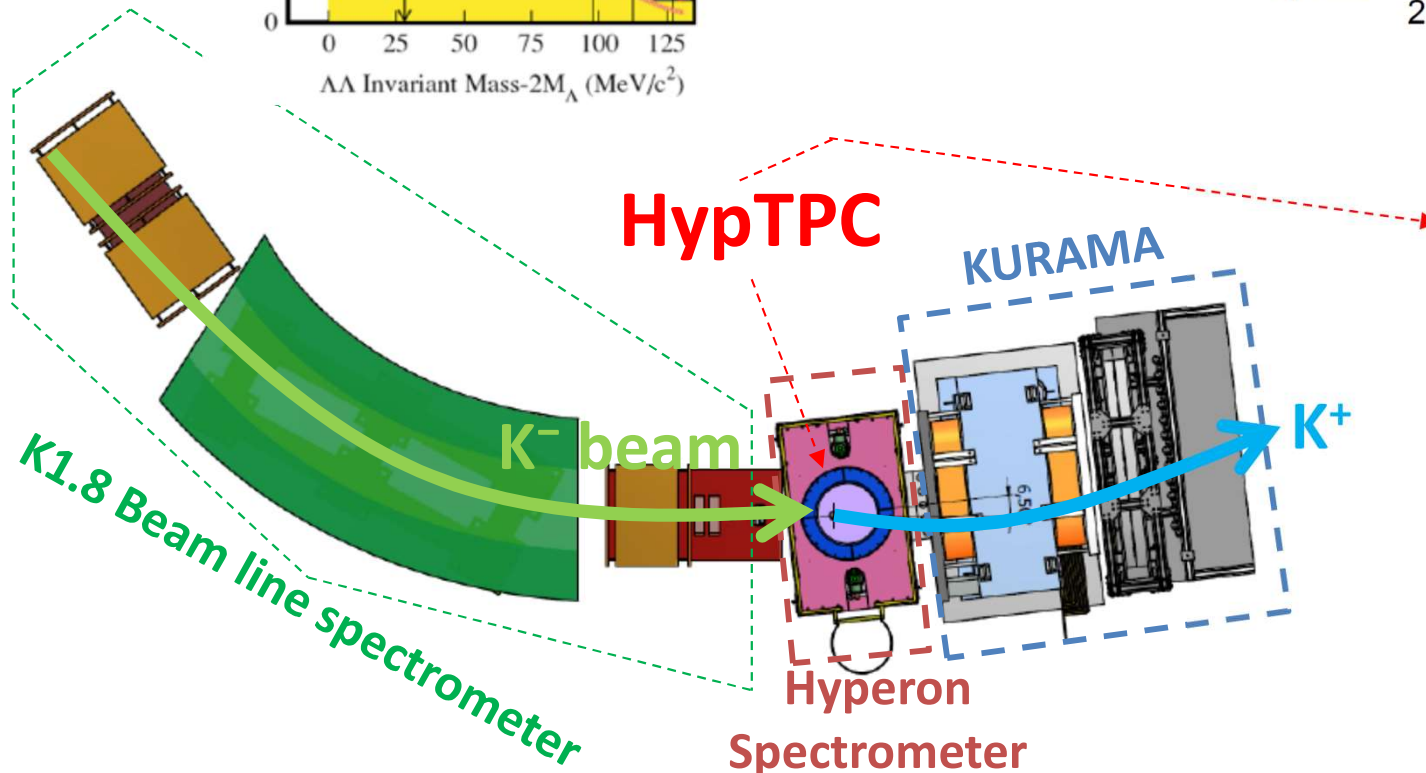 0
0 25 50 75 100 125
ΛΛ Invariant Mass-2M_Λ (MeV/c²)
2
HypTPC
KURAMA
K⁺
K⁻ beam
K1.8 Beam line spectrometer
Hyperon
Spectrometer